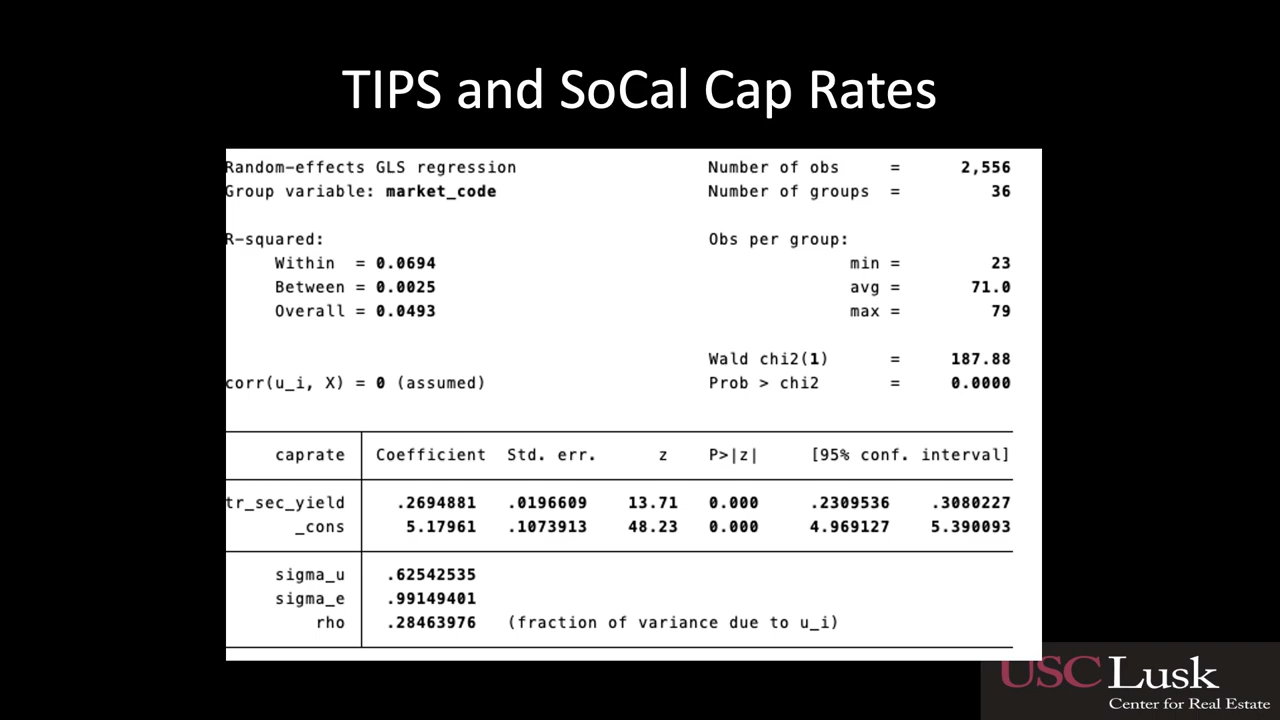 TIPS and SoCal Cap Rates
Random-effects GLS regression Number of obs = 2,556
Group variable: market_code Number of groups = 36
R-squared: Obs per group:
Within = 0.0694 min = 23
Between = 0.0025 avg = 71.0
Overall = 0.0493 max = 79
Wald chi2(1) = 187.88
corr(u_i, X) = 0 (assumed) Prob > chi2 = 0.0000
caprate Coefficient Std. err. z P>|z| [95% conf. interval]
tr_sec_yield .2694881 .0196609 13.71 0.000 .2309536 .3080227
_cons 5.17961 .1073913 48.23 0.000 4.969127 5.390093
sigma_u .62542535
sigma_e .99149401
rho .28463976 (fraction of variance due to u_i)
USC Lusk
Center for Real Estate